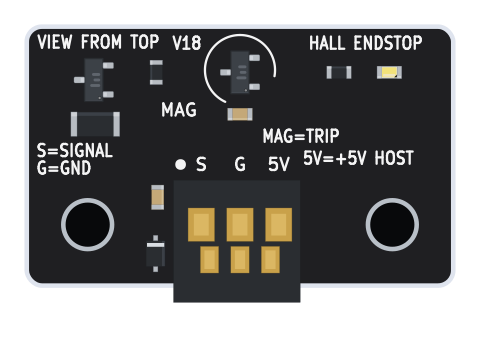 VIEW FROM TOP
V18
HALL ENDSTOP
MAG
MAG=TRIP
S=SIGNAL
G=GND
S G 5V
5V=+5V HOST